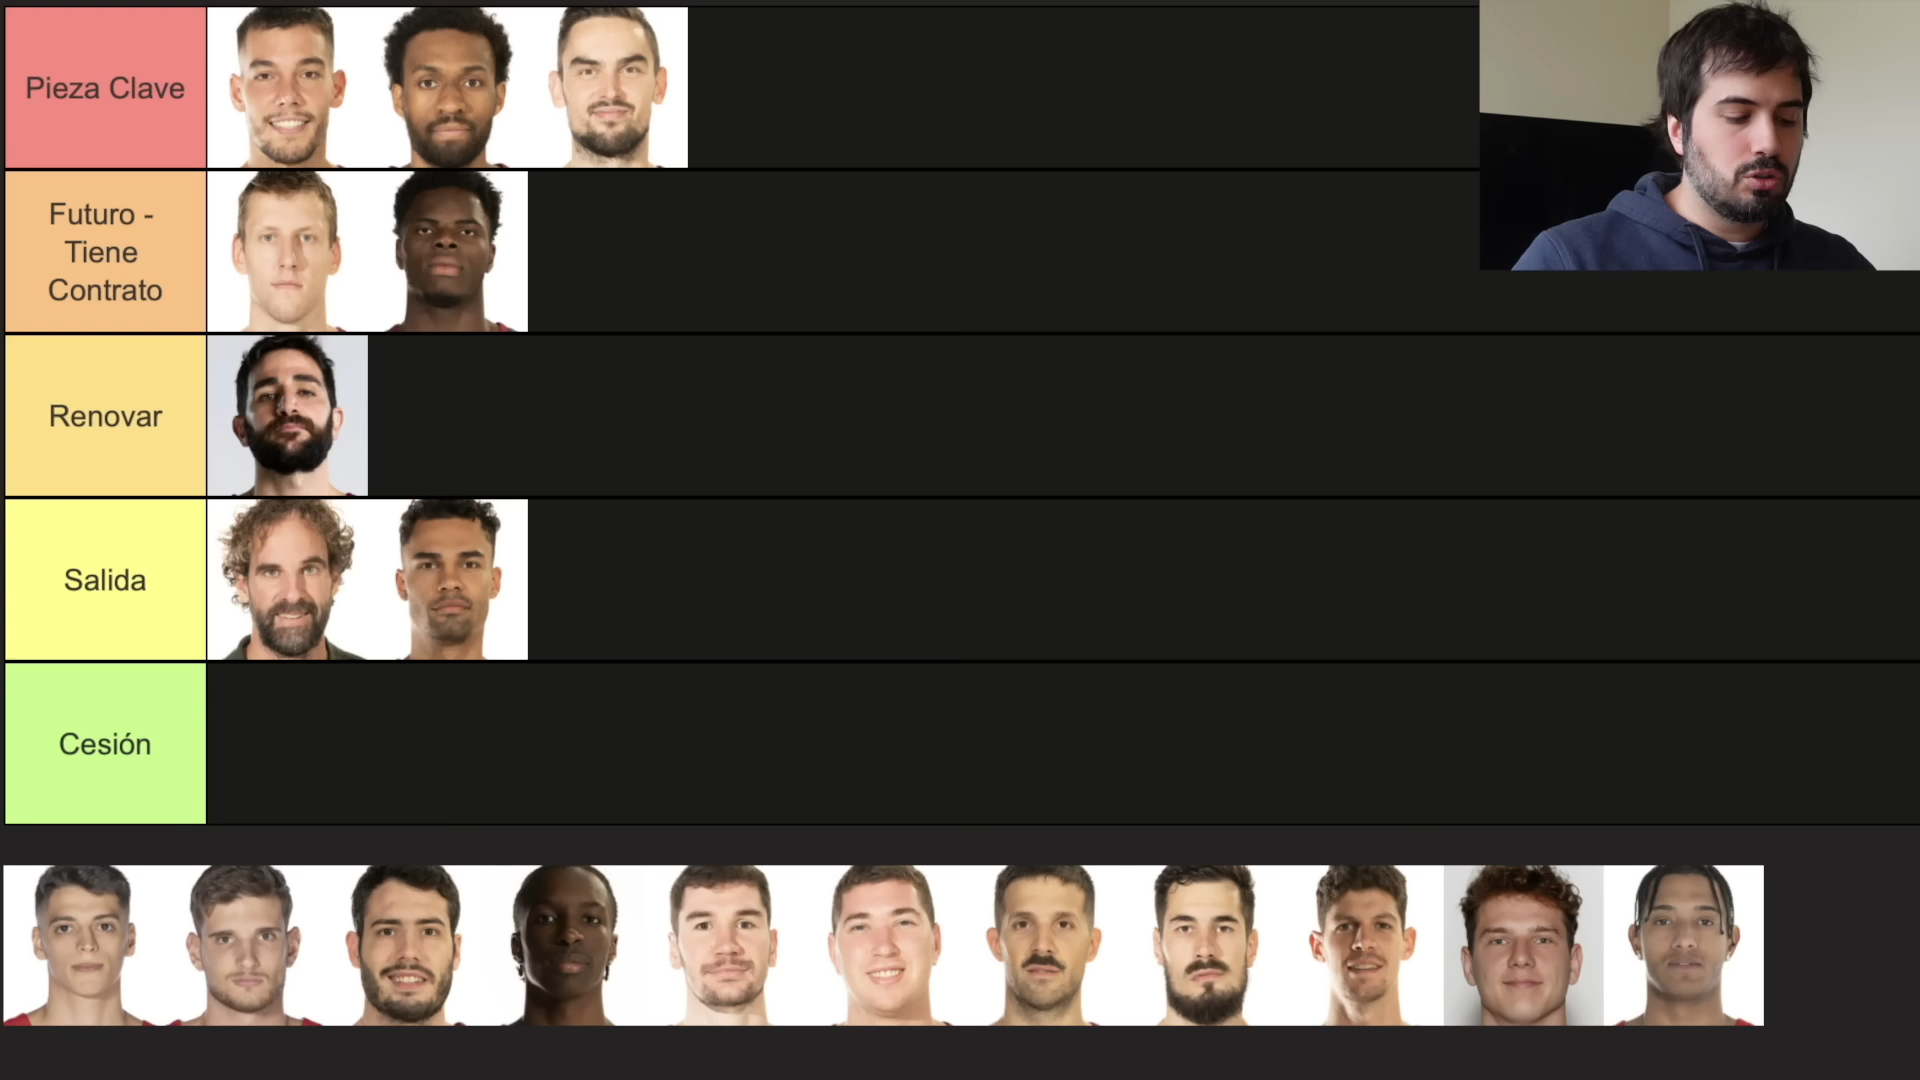 Pieza Clave
Futuro -
Tiene
Contrato
Renovar
Salida
Cesión